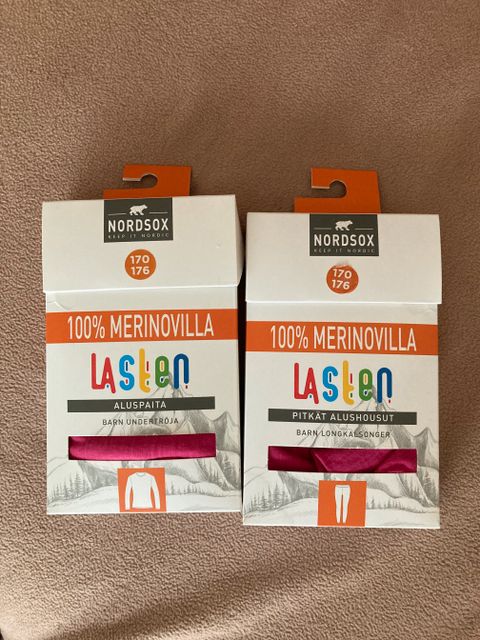 NORDSOX
KEEP IT NORDIC
170
176
100% MERINOVILLA
LASTEN
ALUSPAITA
BARN UNDERTRÖJA
NORDSOX
KEEP IT NORDIC
170
176
100% MERINOVILLA
LASTEN
PITKÄT ALUSHOUSUT
BARN LONGKALSONGER